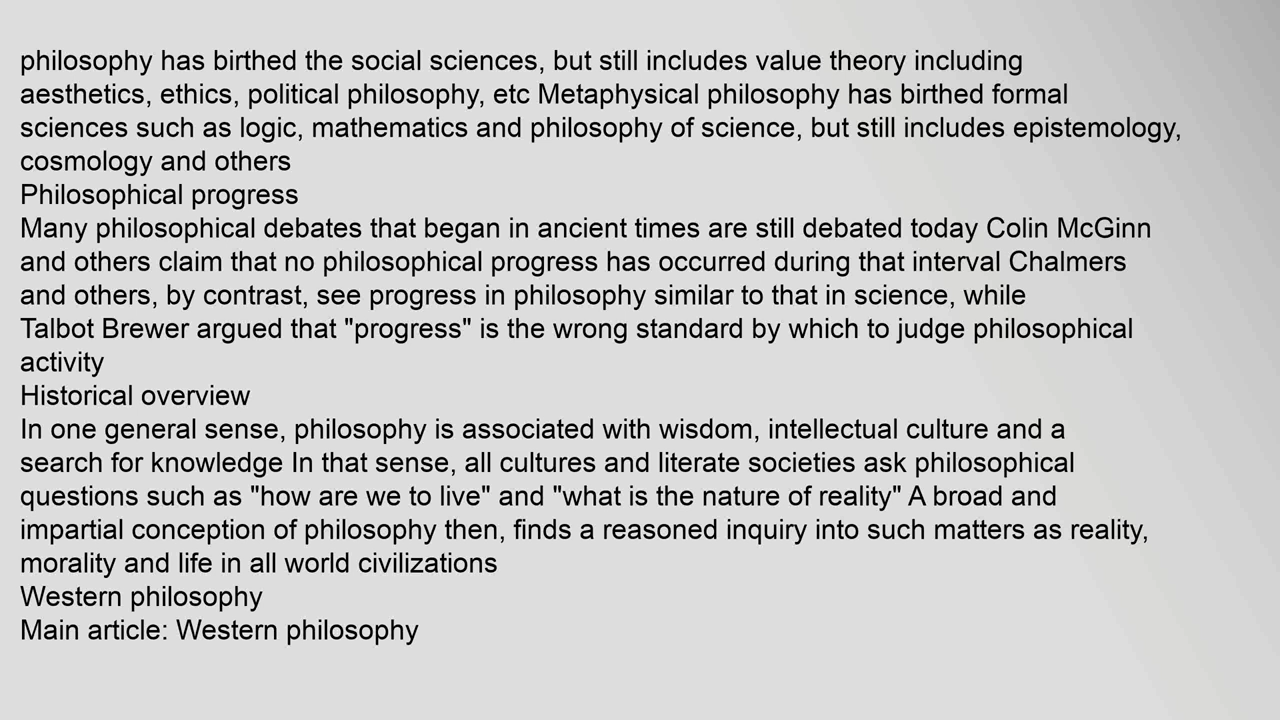 philosophy has birthed the social sciences, but still includes value theory including
aesthetics, ethics, political philosophy, etc Metaphysical philosophy has birthed formal
sciences such as logic, mathematics and philosophy of science, but still includes epistemology,
cosmology and others
Philosophical progress
Many philosophical debates that began in ancient times are still debated today Colin McGinn
and others claim that no philosophical progress has occurred during that interval Chalmers
and others, by contrast, see progress in philosophy similar to that in science, while
Talbot Brewer argued that "progress" is the wrong standard by which to judge philosophical
activity
Historical overview
In one general sense, philosophy is associated with wisdom, intellectual culture and a
search for knowledge In that sense, all cultures and literate societies ask philosophical
questions such as "how are we to live" and "what is the nature of reality" A broad and
impartial conception of philosophy then, finds a reasoned inquiry into such matters as reality,
morality and life in all world civilizations
Western philosophy
Main article: Western philosophy